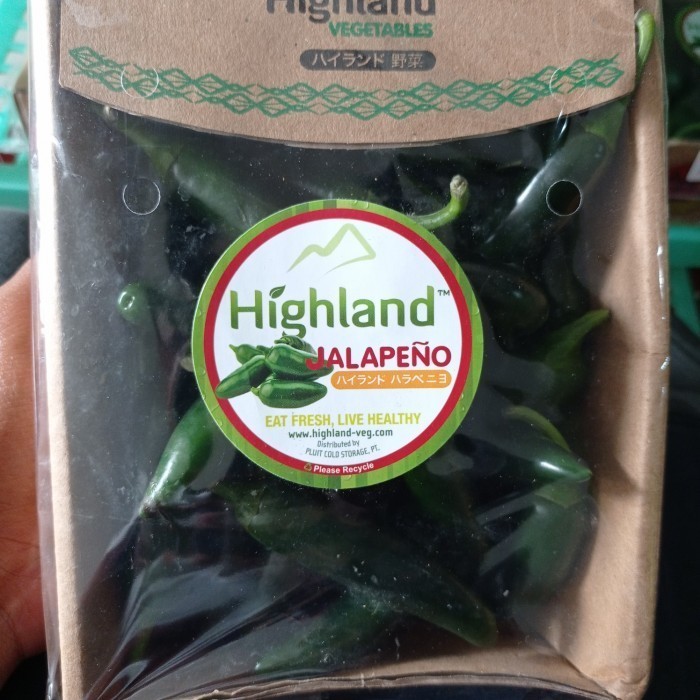 Highland
VEGETABLES
ハイランド 野菜
Highland™
JALAPEÑO
ハイランド ハラペニヨ
EAT FRESH, LIVE HEALTHY
www.highland-veg.com
Distributed by
PLUIT COLD STORAGE, PT.
Please Recycle